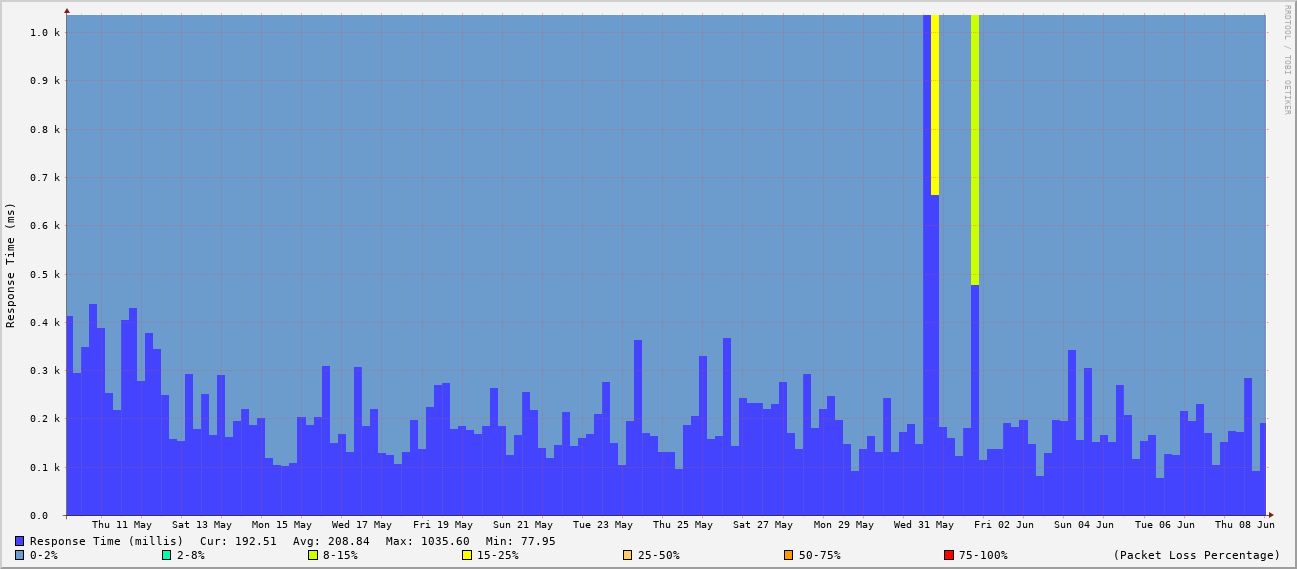 RRDTOOL / TOBI OETIKER
Response Time (ms)
1.0 k
0.9 k
0.8 k
0.7 k
0.6 k
0.5 k
0.4 k
0.3 k
0.2 k
0.1 k
0.0
Thu 11 May Sat 13 May Mon 15 May Wed 17 May Fri 19 May Sun 21 May Tue 23 May Thu 25 May Sat 27 May Mon 29 May Wed 31 May Fri 02 Jun Sun 04 Jun Tue 06 Jun Thu 08 Jun
Response Time (millis) Cur: 192.51 Avg: 208.84 Max: 1035.60 Min: 77.95
0-2% 2-8% 8-15% 15-25% 25-50% 50-75% 75-100% (Packet Loss Percentage)